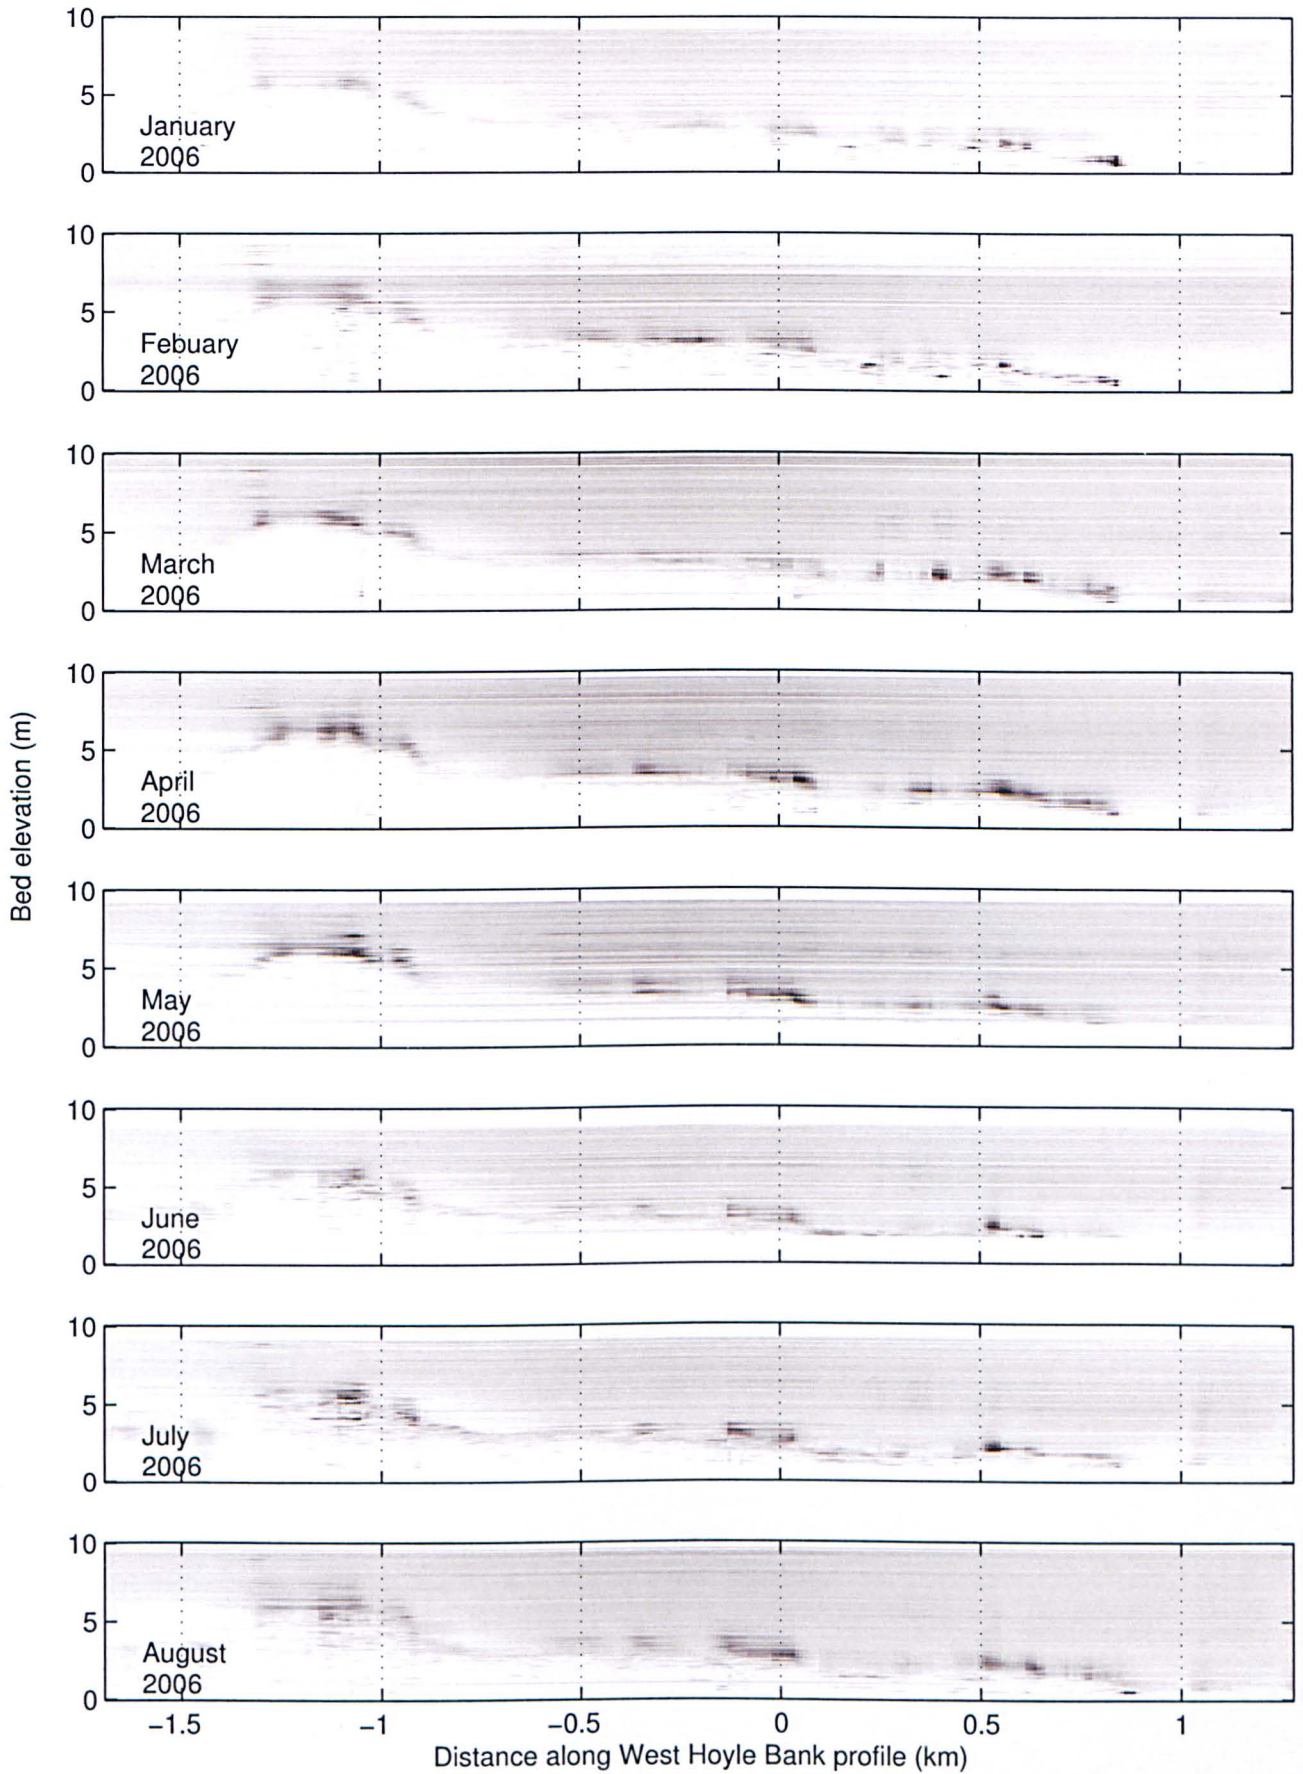 10
5
0
January
2006
10
5
0
Febuary
2006
10
5
0
March
2006
10
5
0
April
2006
10
5
0
May
2006
10
5
0
June
2006
10
5
0
July
2006
10
5
0
August
2006
Bed elevation (m)
−1.5 −1 −0.5 0 0.5 1
Distance along West Hoyle Bank profile (km)